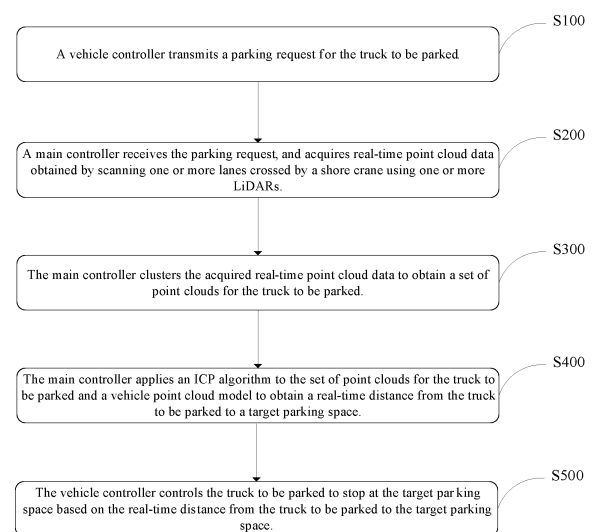 S100
A vehicle controller transmits a parking request for the truck to be parked.
S200
A main controller receives the parking request, and acquires real-time point cloud data
obtained by scanning one or more lanes crossed by a shore crane using one or more
LiDARs.
S300
The main controller clusters the acquired real-time point cloud data to obtain a set of
point clouds for the truck to be parked.
S400
The main controller applies an ICP algorithm to the set of point clouds for the truck to
be parked and a vehicle point cloud model to obtain a real-time distance from the truck
to be parked to a target parking space.
S500
The vehicle controller controls the truck to be parked to stop at the target parking
space based on the real-time distance from the truck to be parked to the target parking
space.